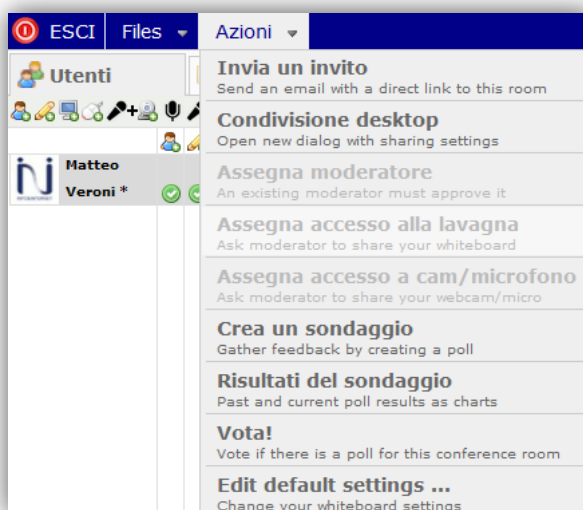 ESCI Files Azioni
Utenti
Matteo
Veroni *
Invia un invito
Send an email with a direct link to this room
Condivisione desktop
Open new dialog with sharing settings
Assegna moderatore
An existing moderator must approve it
Assegna accesso alla lavagna
Ask moderator to share your whiteboard
Assegna accesso a cam/microfono
Ask moderator to share your webcam/micro
Crea un sondaggio
Gather feedback by creating a poll
Risultati del sondaggio
Past and current poll results as charts
Vota!
Vote if there is a poll for this conference room
Edit default settings ...
Change your whiteboard settings